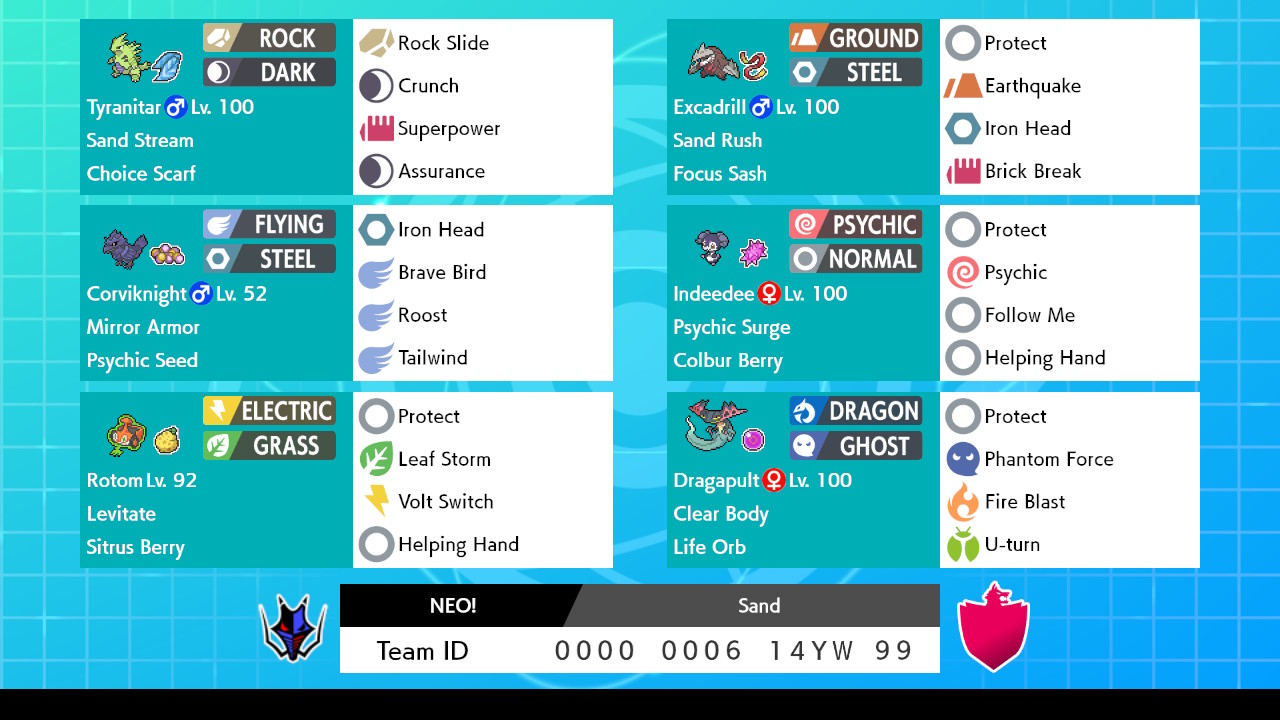 ROCK
DARK
Tyranitar ♂ Lv. 100
Sand Stream
Choice Scarf
Rock Slide
Crunch
Superpower
Assurance
GROUND
STEEL
Excadrill ♂ Lv. 100
Sand Rush
Focus Sash
Protect
Earthquake
Iron Head
Brick Break
FLYING
STEEL
Corviknight ♂ Lv. 52
Mirror Armor
Psychic Seed
Iron Head
Brave Bird
Roost
Tailwind
PSYCHIC
NORMAL
Indeedee ♀ Lv. 100
Psychic Surge
Colbur Berry
Protect
Psychic
Follow Me
Helping Hand
ELECTRIC
GRASS
Rotom Lv. 92
Levitate
Sitrus Berry
Protect
Leaf Storm
Volt Switch
Helping Hand
DRAGON
GHOST
Dragapult ♀ Lv. 100
Clear Body
Life Orb
Protect
Phantom Force
Fire Blast
U-turn
NEO! Sand
Team ID 0000 0006 14YW 99